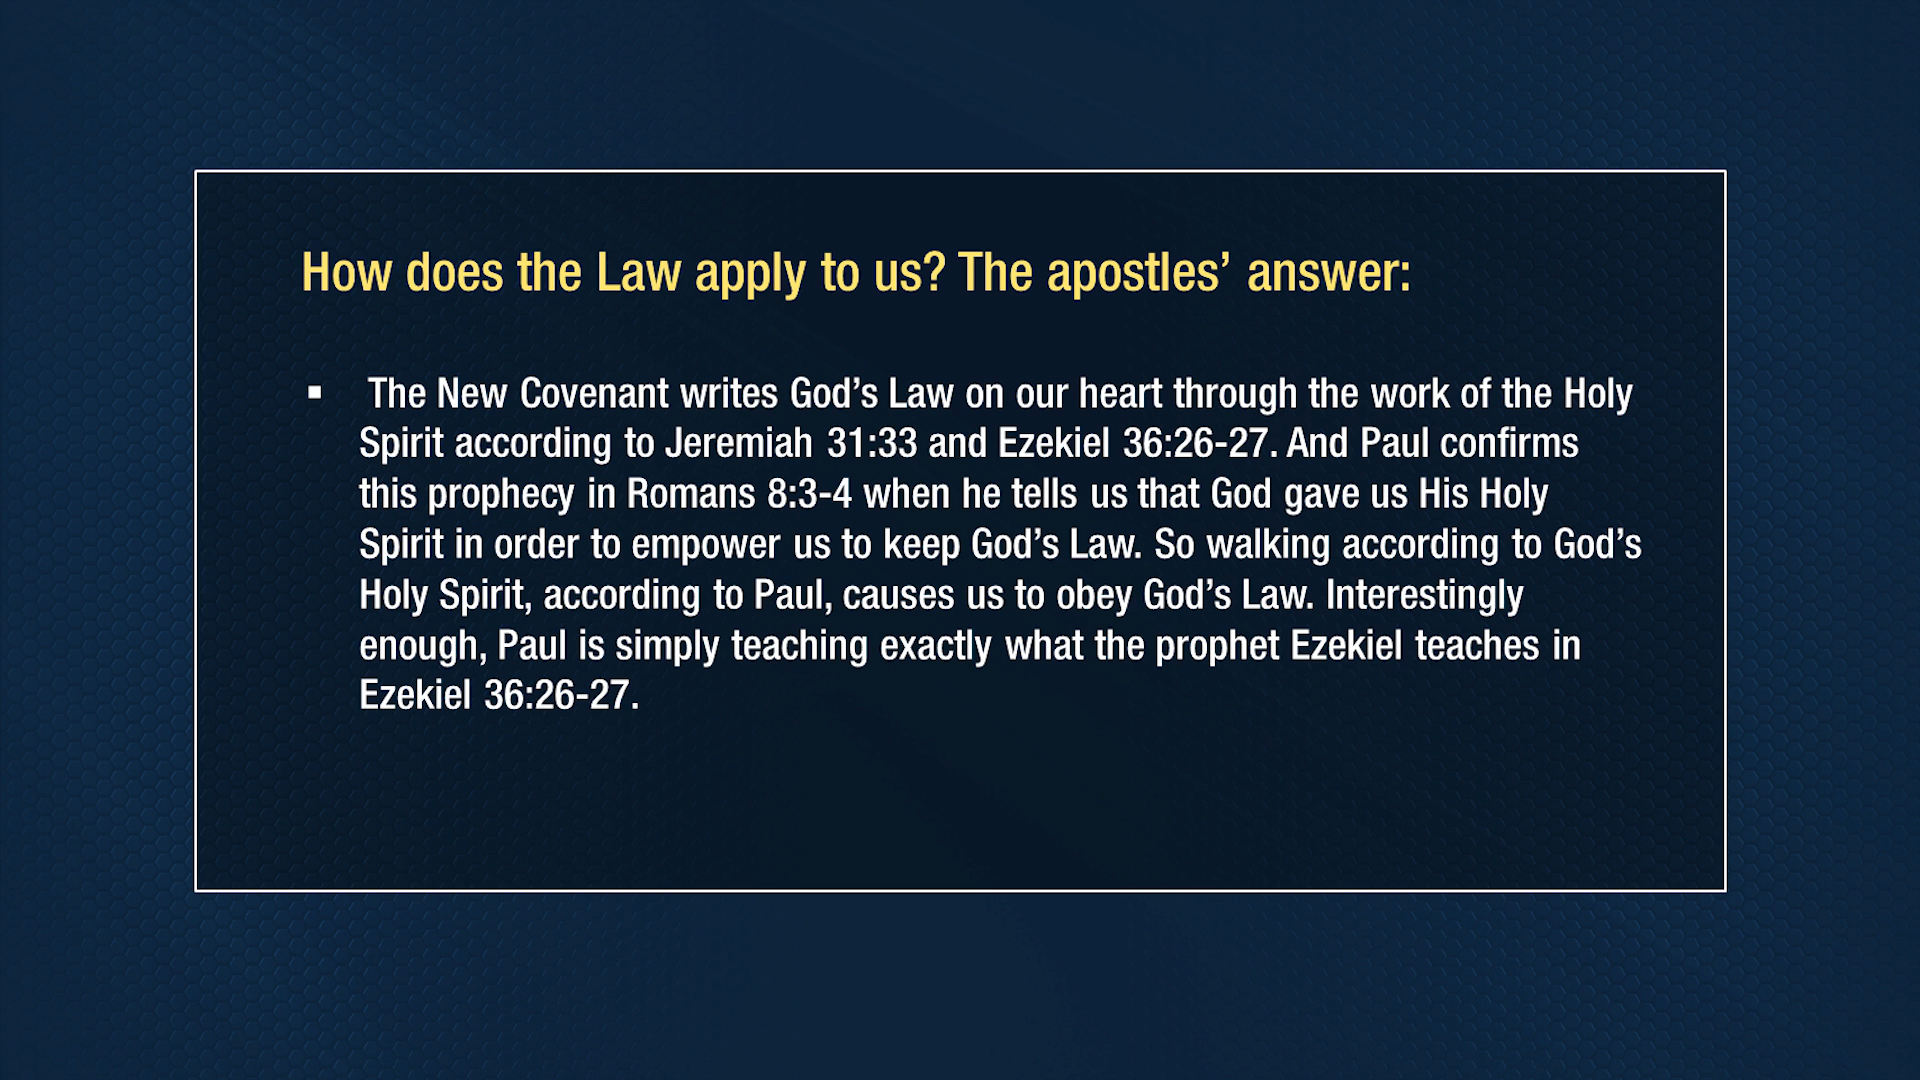 How does the Law apply to us? The apostles’ answer:
▪ The New Covenant writes God’s Law on our heart through the work of the Holy
Spirit according to Jeremiah 31:33 and Ezekiel 36:26-27. And Paul confirms
this prophecy in Romans 8:3-4 when he tells us that God gave us His Holy
Spirit in order to empower us to keep God’s Law. So walking according to God’s
Holy Spirit, according to Paul, causes us to obey God’s Law. Interestingly
enough, Paul is simply teaching exactly what the prophet Ezekiel teaches in
Ezekiel 36:26-27.